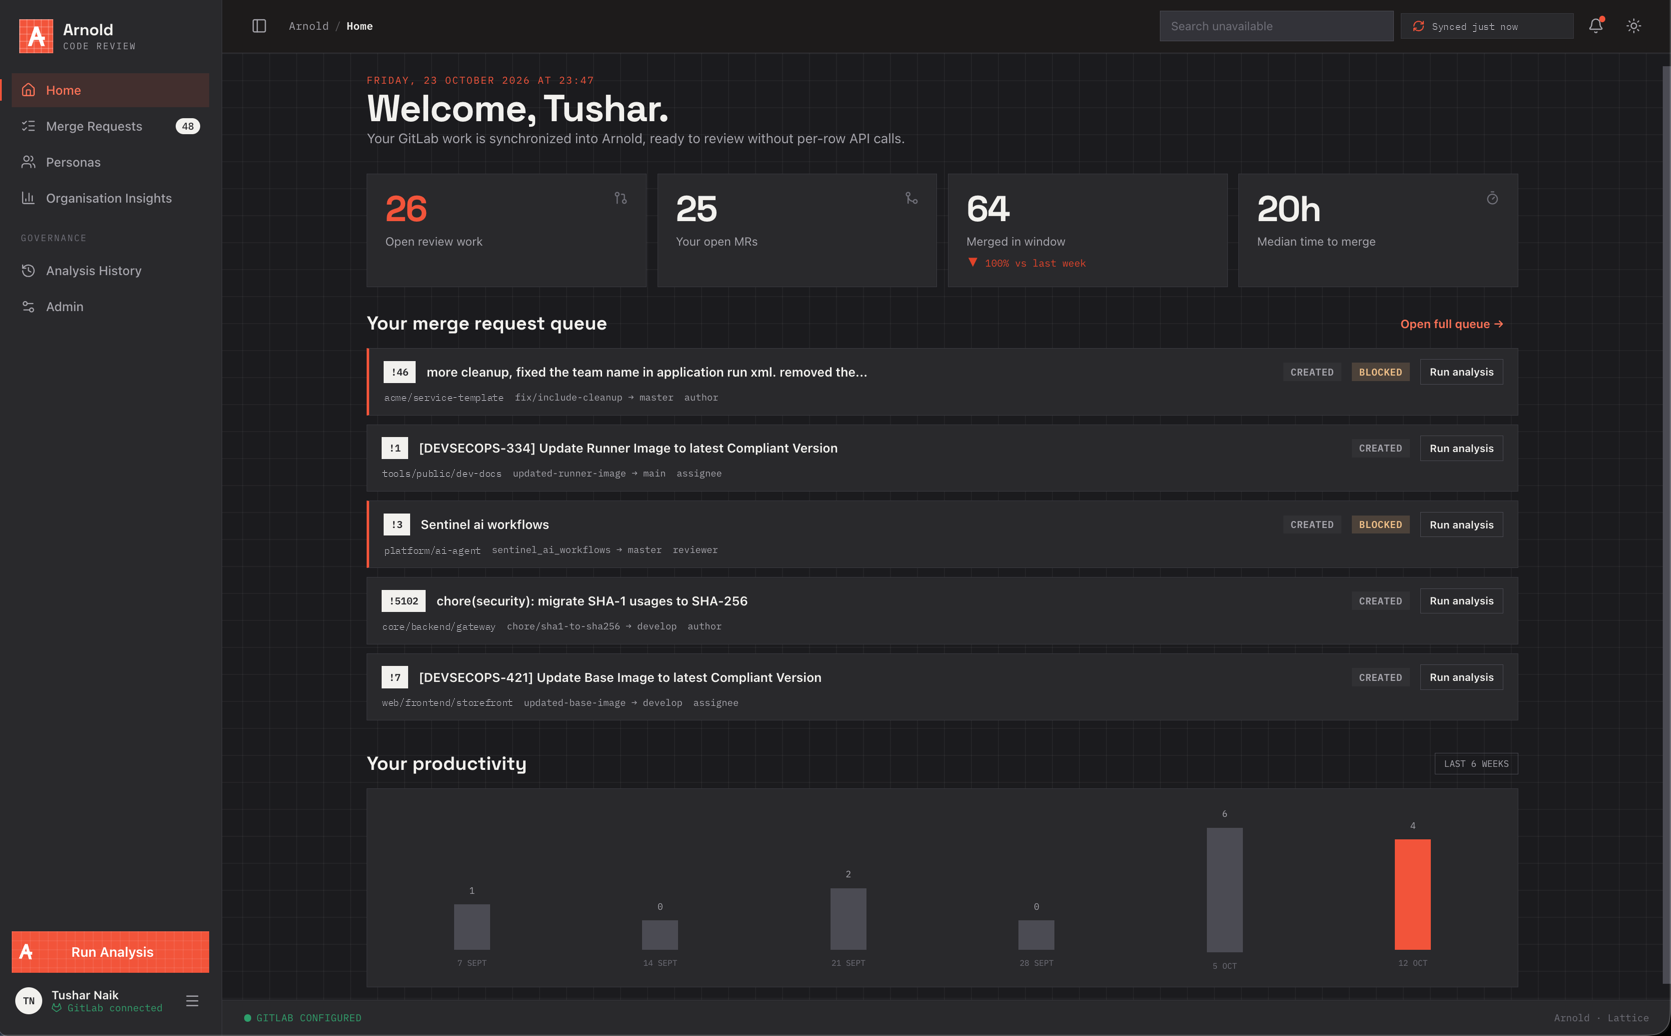 Arnold
CODE REVIEW
Home
Merge Requests 48
Personas
Organisation Insights
GOVERNANCE
Analysis History
Admin
Run Analysis
TN Tushar Naik
GitLab connected
Arnold / Home
Search unavailable
Synced just now
FRIDAY, 23 OCTOBER 2026 AT 23:47
Welcome, Tushar.
Your GitLab work is synchronized into Arnold, ready to review without per-row API calls.
26
Open review work
25
Your open MRs
64
Merged in window
▼ 100% vs last week
20h
Median time to merge
Your merge request queue
Open full queue →
!46 more cleanup, fixed the team name in application run xml. removed the... CREATED BLOCKED Run analysis
acme/service-template fix/include-cleanup → master author
!1 [DEVSECOPS-334] Update Runner Image to latest Compliant Version CREATED Run analysis
tools/public/dev-docs updated-runner-image → main assignee
!3 Sentinel ai workflows CREATED BLOCKED Run analysis
platform/ai-agent sentinel_ai_workflows → master reviewer
!5102 chore(security): migrate SHA-1 usages to SHA-256 CREATED Run analysis
core/backend/gateway chore/sha1-to-sha256 → develop author
!7 [DEVSECOPS-421] Update Base Image to latest Compliant Version CREATED Run analysis
web/frontend/storefront updated-base-image → develop assignee
Your productivity
LAST 6 WEEKS
1 0 2 0 6 4
7 SEPT 14 SEPT 21 SEPT 28 SEPT 5 OCT 12 OCT
GITLAB CONFIGURED
Arnold - Lattice